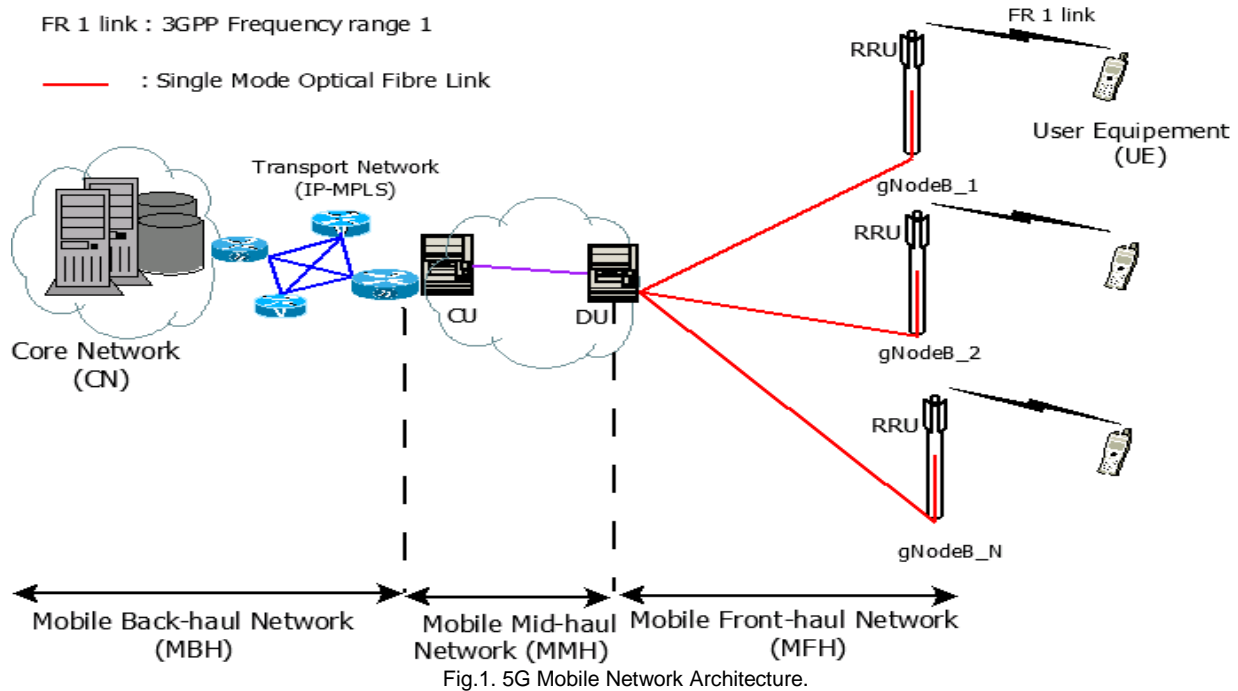 FR 1 link : 3GPP Frequency range 1
: Single Mode Optical Fibre Link
FR 1 link
RRU
User Equipement
(UE)
Transport Network
(IP-MPLS)
gNodeB_1
RRU
CU
DU
Core Network
(CN)
gNodeB_2
RRU
gNodeB_N
Mobile Back-haul Network
(MBH)
Mobile Mid-haul
Network (MMH)
Mobile Front-haul Network
(MFH)
Fig.1. 5G Mobile Network Architecture.